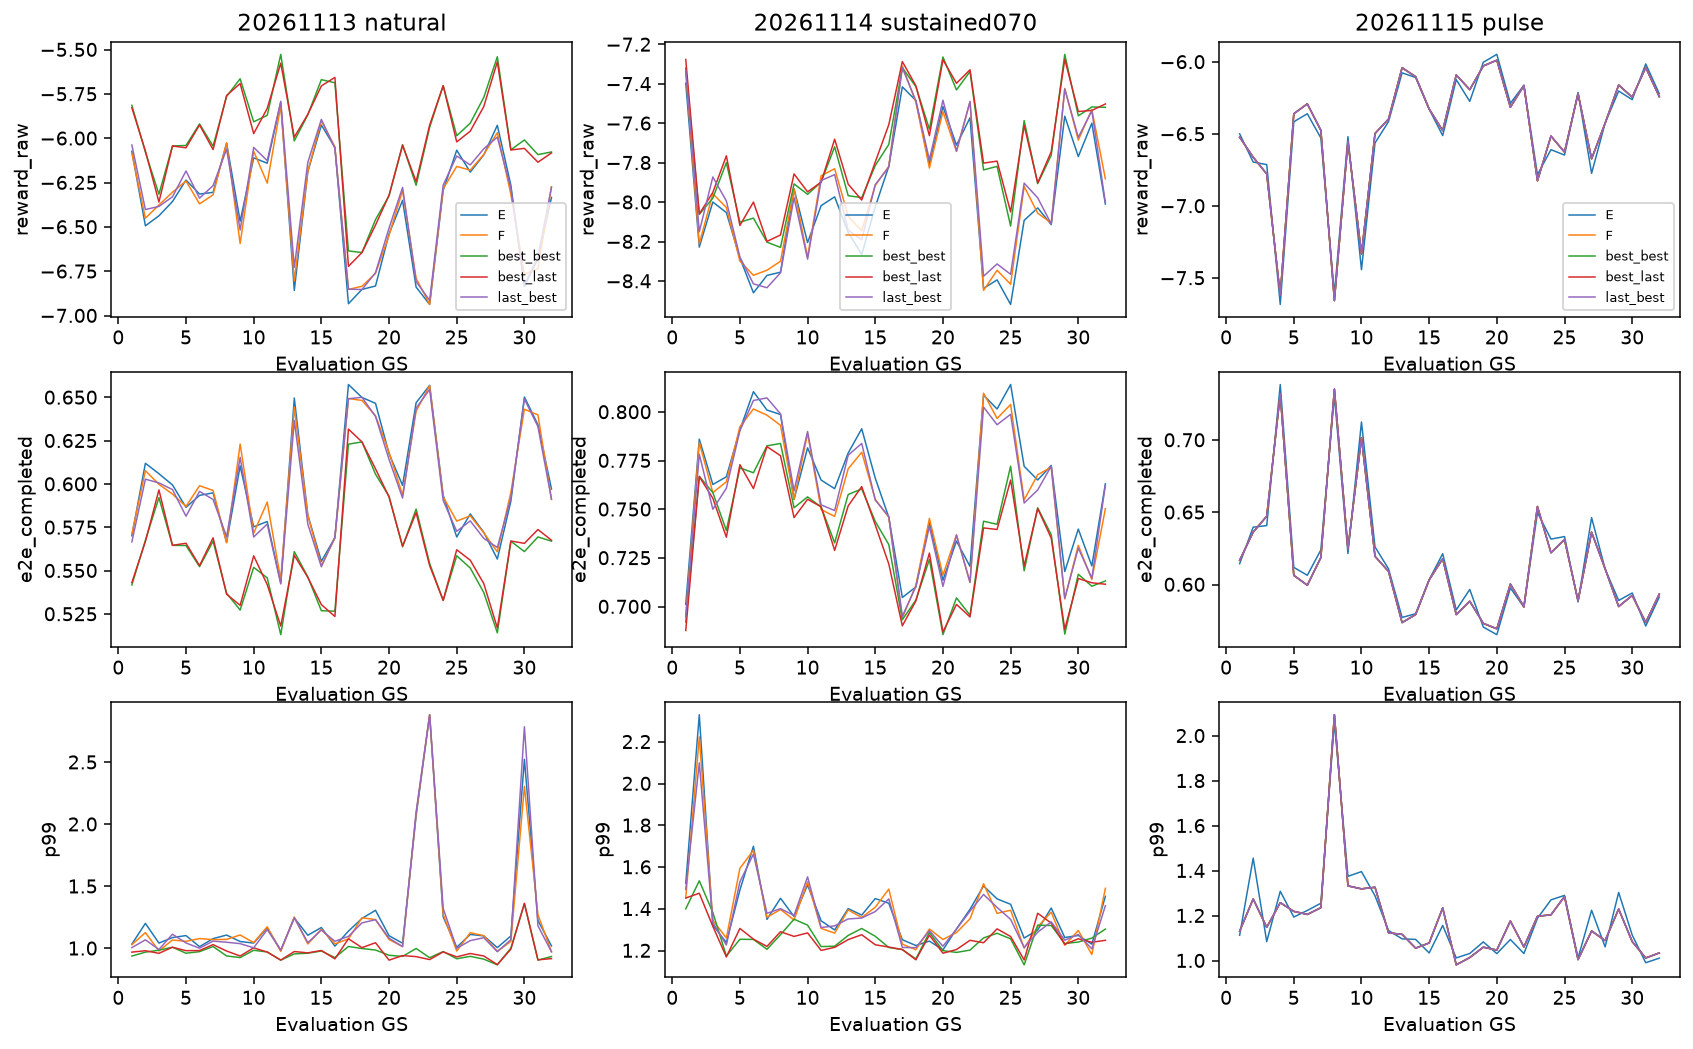 20261113 natural
20261114 sustained070
20261115 pulse
reward_raw
−5.50
−5.75
−6.00
−6.25
−6.50
−6.75
−7.00
E
F
best_best
best_last
last_best
0 5 10 15 20 25 30
Evaluation GS
reward_raw
−7.2
−7.4
−7.6
−7.8
−8.0
−8.2
−8.4
E
F
best_best
best_last
last_best
0 5 10 15 20 25 30
Evaluation GS
reward_raw
−6.0
−6.5
−7.0
−7.5
E
F
best_best
best_last
last_best
0 5 10 15 20 25 30
Evaluation GS
e2e_completed
0.650
0.625
0.600
0.575
0.550
0.525
0 5 10 15 20 25 30
Evaluation GS
e2e_completed
0.800
0.775
0.750
0.725
0.700
0 5 10 15 20 25 30
Evaluation GS
e2e_completed
0.70
0.65
0.60
0 5 10 15 20 25 30
Evaluation GS
p99
2.5
2.0
1.5
1.0
0 5 10 15 20 25 30
Evaluation GS
p99
2.2
2.0
1.8
1.6
1.4
1.2
0 5 10 15 20 25 30
Evaluation GS
p99
2.0
1.8
1.6
1.4
1.2
1.0
0 5 10 15 20 25 30
Evaluation GS